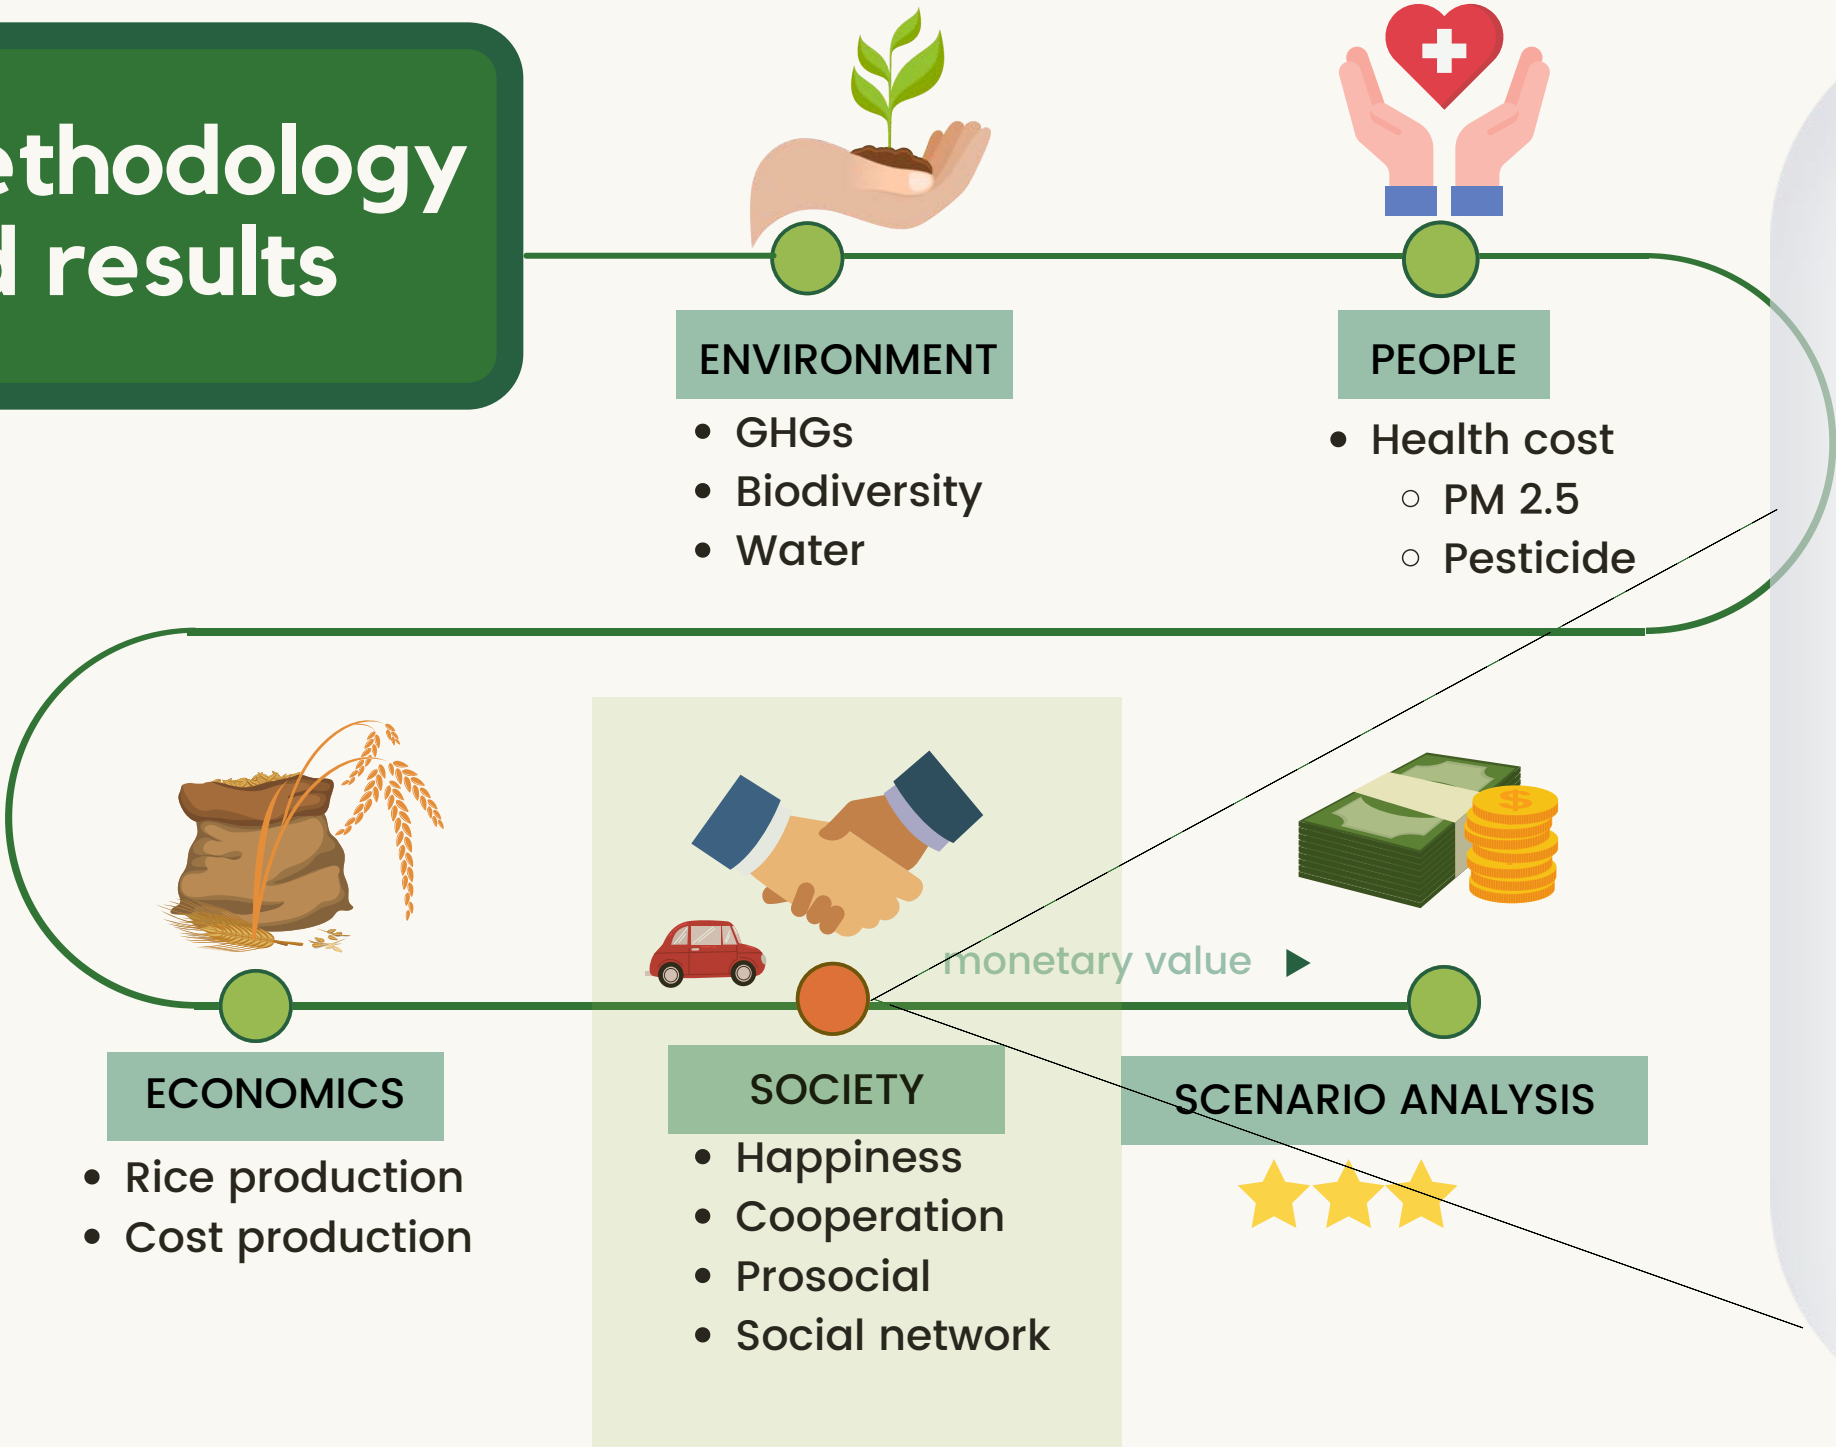 ethodology
d results
ENVIRONMENT
GHGs
Biodiversity
Water
PEOPLE
Health cost
PM 2.5
Pesticide
ECONOMICS
Rice production
Cost production
SOCIETY
Happiness
Cooperation
Prosocial
Social network
monetary value
SCENARIO ANALYSIS